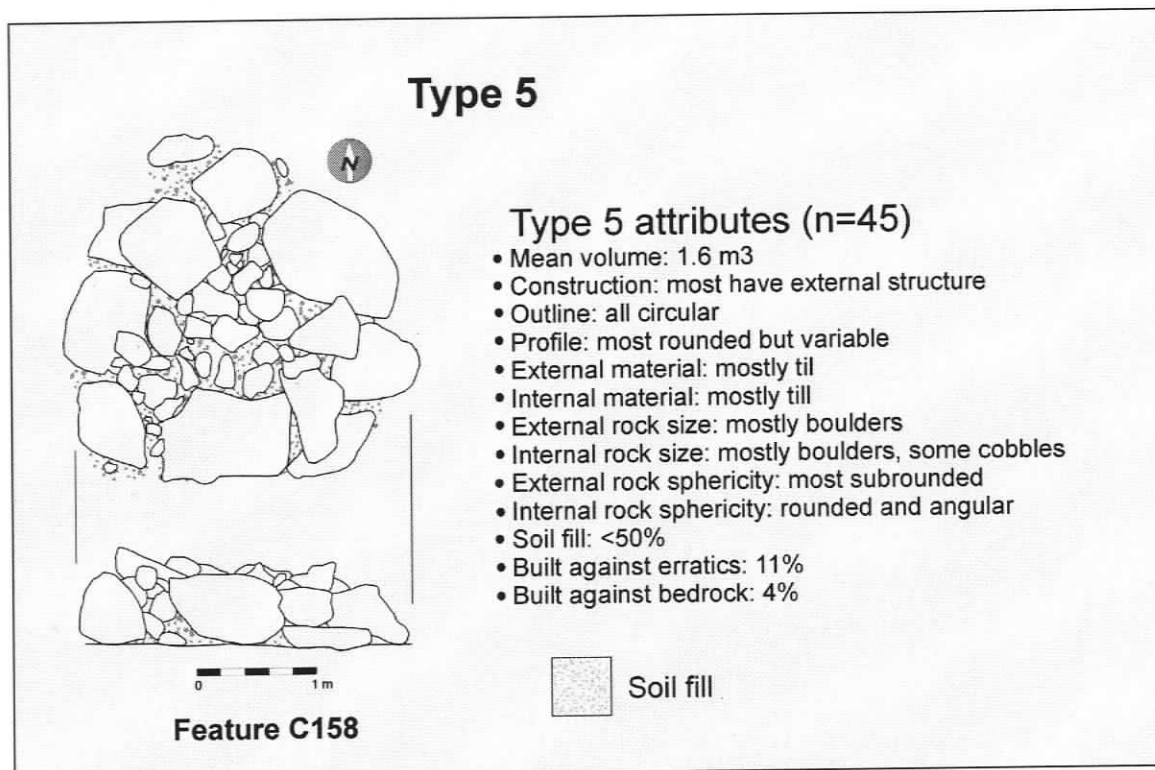 Type 5
N
Type 5 attributes (n=45)
• Mean volume: 1.6 m3
• Construction: most have external structure
• Outline: all circular
• Profile: most rounded but variable
• External material: mostly til
• Internal material: mostly till
• External rock size: mostly boulders
• Internal rock size: mostly boulders, some cobbles
• External rock sphericity: most subrounded
• Internal rock sphericity: rounded and angular
• Soil fill: <50%
• Built against erratics: 11%
• Built against bedrock: 4%
0 1 m
Soil fill
Feature C158